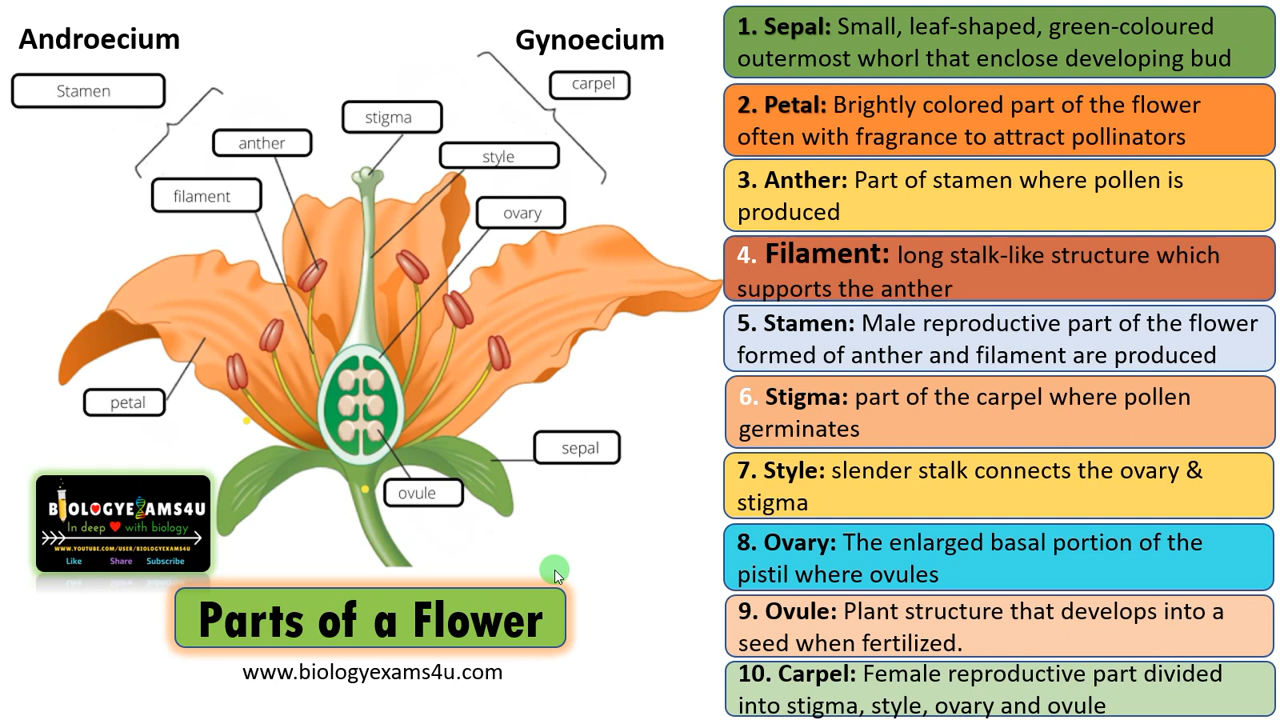 Androecium
Gynoecium
Stamen
carpel
stigma
anther
style
filament
ovary
petal
sepal
ovule
BIOLOGYEXAMS4U
In deep with biology
WWW.YOUTUBE.COM/USER/BIOLOGYEXAMS4U
Like Share Subscribe
Parts of a Flower
www.biologyexams4u.com
1. Sepal: Small, leaf-shaped, green-coloured
outermost whorl that enclose developing bud
2. Petal: Brightly colored part of the flower
often with fragrance to attract pollinators
3. Anther: Part of stamen where pollen is
produced
4. Filament: long stalk-like structure which
supports the anther
5. Stamen: Male reproductive part of the flower
formed of anther and filament are produced
6. Stigma: part of the carpel where pollen
germinates
7. Style: slender stalk connects the ovary &
stigma
8. Ovary: The enlarged basal portion of the
pistil where ovules
9. Ovule: Plant structure that develops into a
seed when fertilized.
10. Carpel: Female reproductive part divided
into stigma, style, ovary and ovule